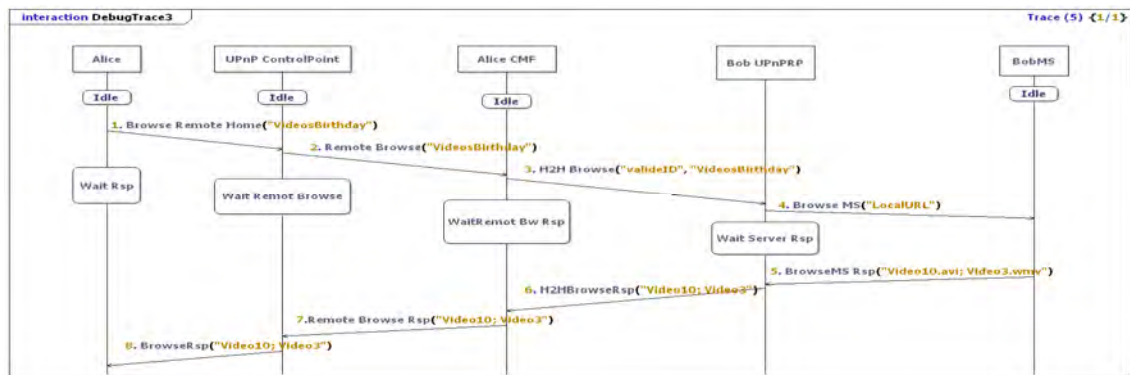 interaction DebugTrace3
Trace (5) {1/1}
Alice
UPnP ControlPoint
Alice CMF
Bob UPnPRP
BobMS
Idle
Idle
Idle
Idle
1. Browse Remote Home("VideosBirthday")
2. Remote Browse("VideosBirthday")
3. H2H Browse("valideID", "VideosBirthday")
Wait Rsp
Wait Remot Browse
4. Browse MS("LocalURL")
WaitRemot Bw Rsp
Wait Server Rsp
5. BrowseMS Rsp("Video10.avi; Video3.wmv")
6. H2HBrowseRsp("Video10; Video3")
7.Remote Browse Rsp("Video10; Video3")
8. BrowseRsp("Video10; Video3")